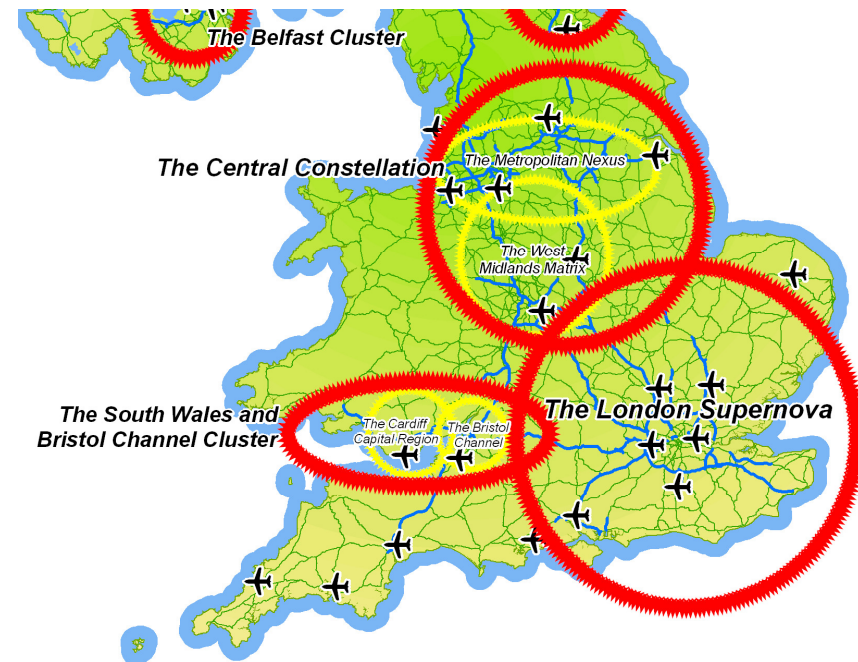 The Belfast Cluster
The Central Constellation
The Metropolitan Nexus
The West
Midlands Matrix
The South Wales and
Bristol Channel Cluster
The Cardiff
Capital Region
The Bristol
Channel
The London Supernova